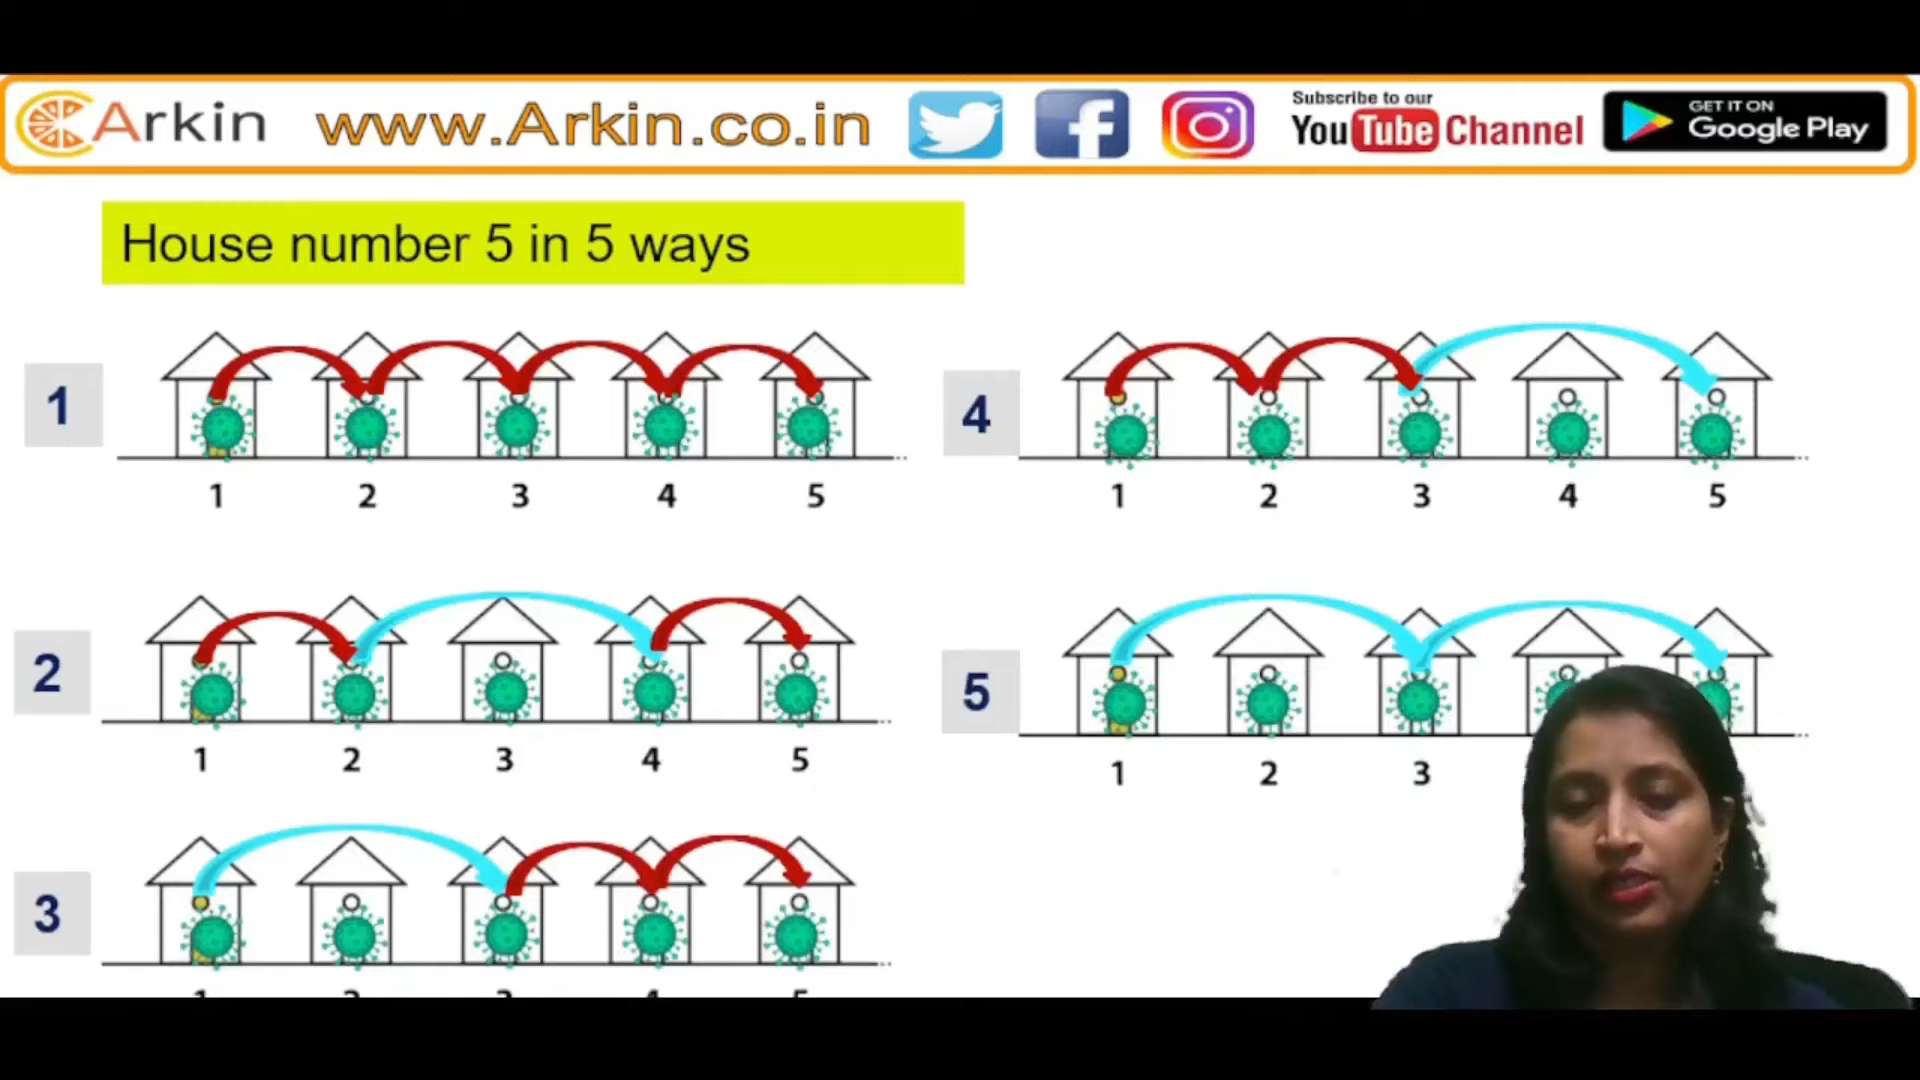 Arkin
www.Arkin.co.in
Subscribe to our
YouTube Channel
GET IT ON
Google Play
House number 5 in 5 ways
1
1 2 3 4 5
2
1 2 3 4 5
3
4
1 2 3 4 5
5
1 2 3